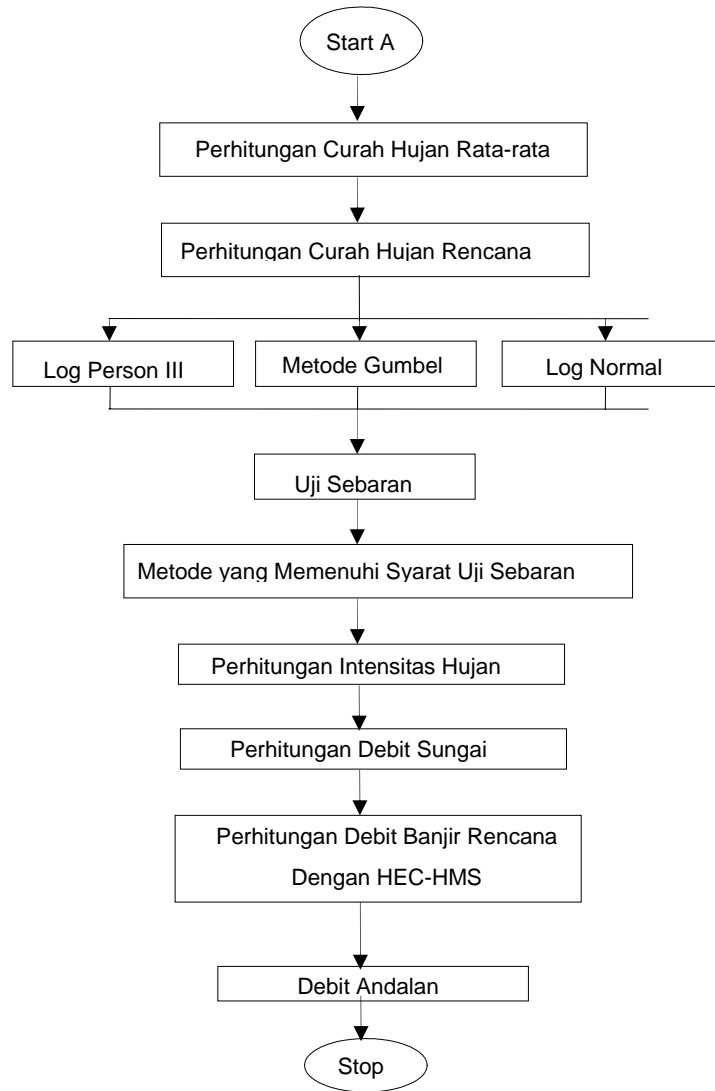 Start A
Perhitungan Curah Hujan Rata-rata
Perhitungan Curah Hujan Rencana
Log Person III
Metode Gumbel
Log Normal
Uji Sebaran
Metode yang Memenuhi Syarat Uji Sebaran
Perhitungan Intensitas Hujan
Perhitungan Debit Sungai
Perhitungan Debit Banjir Rencana
Dengan HEC-HMS
Debit Andalan
Stop